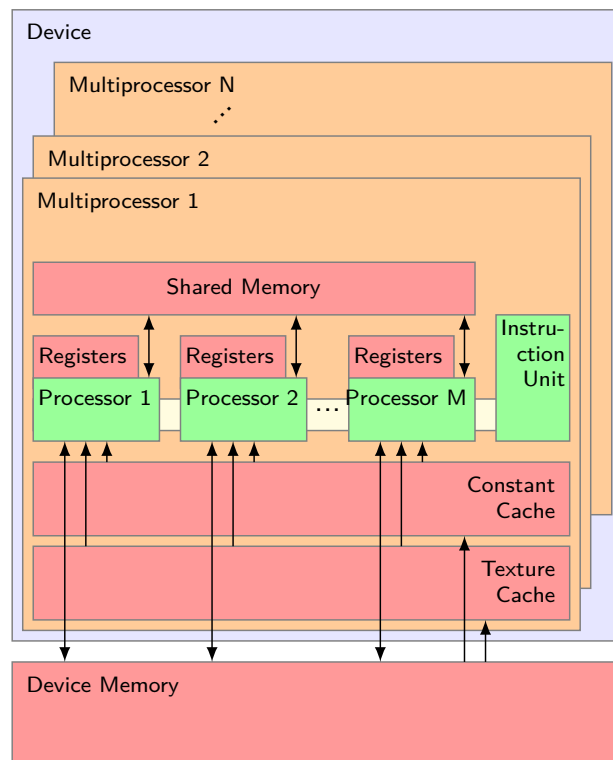 Device
Multiprocessor N
...
Multiprocessor 2
Multiprocessor 1
Shared Memory
Registers
Registers
Registers
Instru-
ction
Unit
Processor 1
Processor 2
...
Processor M
Constant
Cache
Texture
Cache
Device Memory